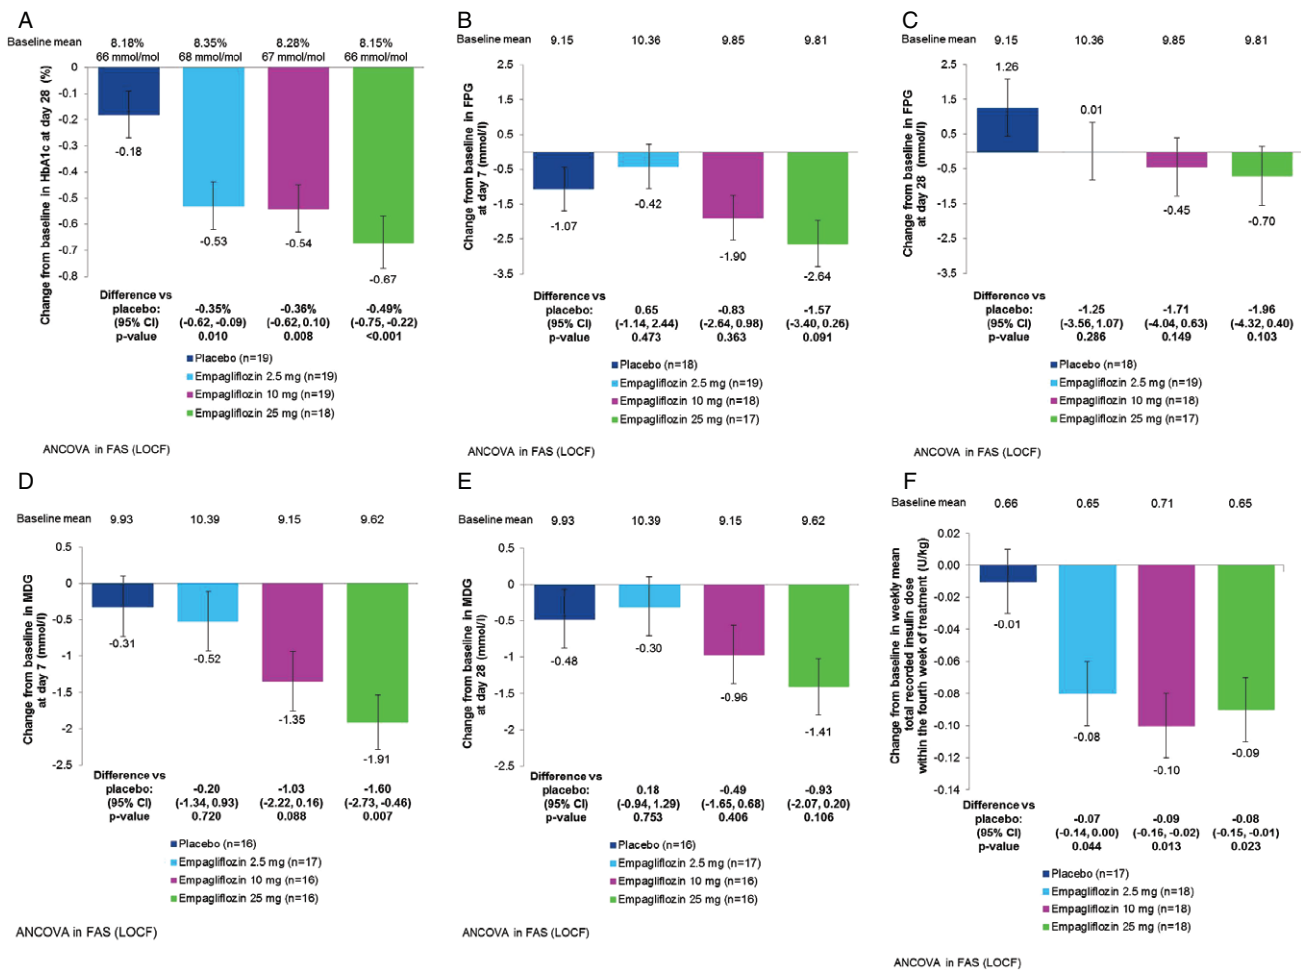 A
Baseline mean 8.18% 8.35% 8.28% 8.15%
66 mmol/mol 68 mmol/mol 67 mmol/mol 66 mmol/mol
Change from baseline in HbA1c at day 28 (%)
0
-0.1
-0.2
-0.3
-0.4
-0.5
-0.6
-0.7
-0.8
-0.18
-0.53
-0.54
-0.67
Difference vs
placebo: -0.35% -0.36% -0.49%
(95% CI) (-0.62, -0.09) (-0.62, 0.10) (-0.75, -0.22)
p-value 0.010 0.008 <0.001
Placebo (n=19)
Empagliflozin 2.5 mg (n=19)
Empagliflozin 10 mg (n=19)
Empagliflozin 25 mg (n=18)
ANCOVA in FAS (LOCF)
B
Baseline mean 9.15 10.36 9.85 9.81
Change from baseline in FPG
at day 7 (mmol/l)
2.5
1.5
0.5
-0.5
-1.5
-2.5
-3.5
-1.07
-0.42
-1.90
-2.64
Difference vs
placebo: 0.65 -0.83 -1.57
(95% CI) (-1.14, 2.44) (-2.64, 0.98) (-3.40, 0.26)
p-value 0.473 0.363 0.091
Placebo (n=18)
Empagliflozin 2.5 mg (n=19)
Empagliflozin 10 mg (n=18)
Empagliflozin 25 mg (n=17)
ANCOVA in FAS (LOCF)
C
Baseline mean 9.15 10.36 9.85 9.81
Change from baseline in FPG
at day 28 (mmol/l)
2.5
1.5
0.5
-0.5
-1.5
-2.5
-3.5
1.26
0.01
-0.45
-0.70
Difference vs
placebo: -1.25 -1.71 -1.96
(95% CI) (-3.56, 1.07) (-4.04, 0.63) (-4.32, 0.40)
p-value 0.286 0.149 0.103
Placebo (n=18)
Empagliflozin 2.5 mg (n=19)
Empagliflozin 10 mg (n=18)
Empagliflozin 25 mg (n=17)
ANCOVA in FAS (LOCF)
D
Baseline mean 9.93 10.39 9.15 9.62
Change from baseline in MDG
at day 7 (mmol/l)
0.5
0
-0.5
-1
-1.5
-2
-2.5
-0.31
-0.52
-1.35
-1.91
Difference vs
placebo: -0.20 -1.03 -1.60
(95% CI) (-1.34, 0.93) (-2.22, 0.16) (-2.73, -0.46)
p-value 0.720 0.088 0.007
Placebo (n=16)
Empagliflozin 2.5 mg (n=17)
Empagliflozin 10 mg (n=16)
Empagliflozin 25 mg (n=16)
ANCOVA in FAS (LOCF)
E
Baseline mean 9.93 10.39 9.15 9.62
Change from baseline in MDG
at day 28 (mmol/l)
0.5
0
-0.5
-1
-1.5
-2
-2.5
-0.48
-0.30
-0.96
-1.41
Difference vs
placebo: 0.18 -0.49 -0.93
(95% CI) (-0.94, 1.29) (-1.65, 0.68) (-2.07, 0.20)
p-value 0.753 0.406 0.106
Placebo (n=16)
Empagliflozin 2.5 mg (n=17)
Empagliflozin 10 mg (n=16)
Empagliflozin 25 mg (n=16)
ANCOVA in FAS (LOCF)
F
Baseline mean 0.66 0.65 0.71 0.65
Change from baseline in weekly mean
total recorded insulin dose
within the fourth week of treatment (U/kg)
0.02
0.00
-0.02
-0.04
-0.06
-0.08
-0.10
-0.12
-0.14
-0.01
-0.08
-0.10
-0.09
Difference vs
placebo: -0.07 -0.09 -0.08
(95% CI) (-0.14, 0.00) (-0.16, -0.02) (-0.15, -0.01)
p-value 0.044 0.013 0.023
Placebo (n=17)
Empagliflozin 2.5 mg (n=18)
Empagliflozin 10 mg (n=18)
Empagliflozin 25 mg (n=18)
ANCOVA in FAS (LOCF)